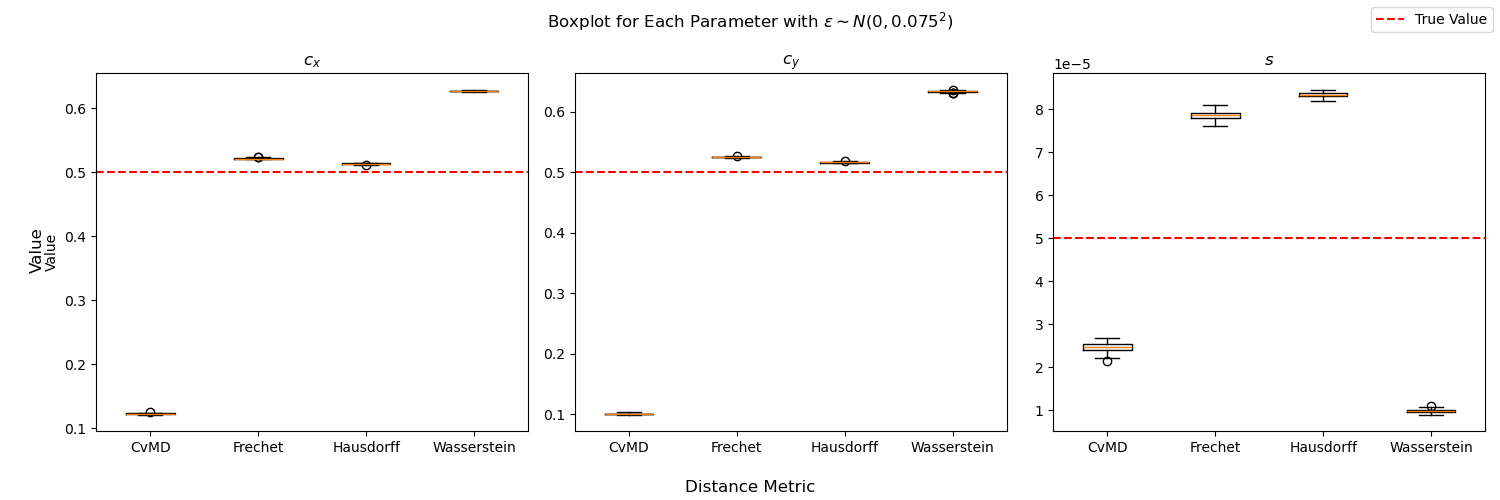 Boxplot for Each Parameter with ε ~ N(0, 0.075²)
True Value
c_x
c_y
s
1e−5
Value
Value
0.6
0.5
0.4
0.3
0.2
0.1
CvMD Frechet Hausdorff Wasserstein
0.6
0.5
0.4
0.3
0.2
0.1
CvMD Frechet Hausdorff Wasserstein
8
7
6
5
4
3
2
1
CvMD Frechet Hausdorff Wasserstein
Distance Metric